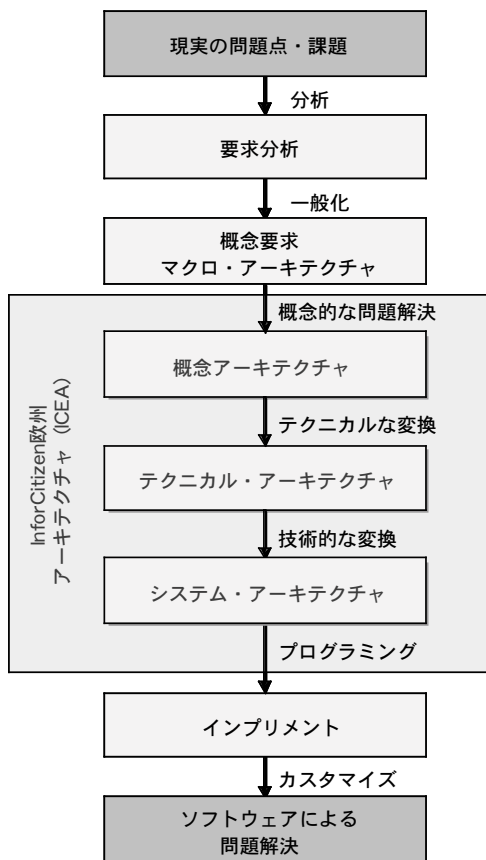 現実の問題点・課題
分析
要求分析
一般化
概念要求
マクロ・アーキテクチャ
概念的な問題解決
InforCitizen欧州
アーキテクチャ（ICEA）
概念アーキテクチャ
テクニカルな変換
テクニカル・アーキテクチャ
技術的な変換
システム・アーキテクチャ
プログラミング
インプリメント
カスタマイズ
ソフトウェアによる
問題解決